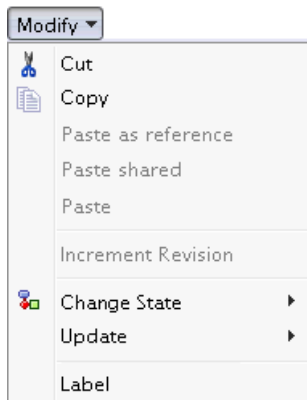 Modify
Cut
Copy
Paste as reference
Paste shared
Paste
Increment Revision
Change State
Update
Label